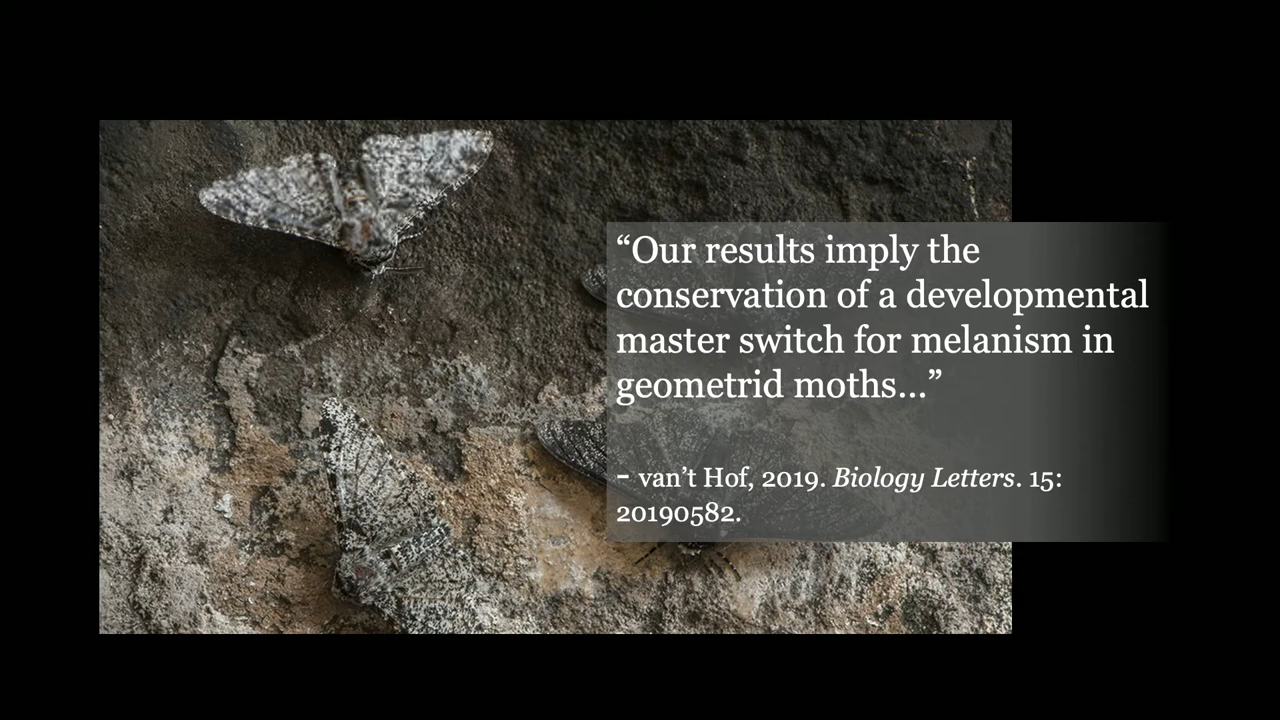 “Our results imply the
conservation of a developmental
master switch for melanism in
geometrid moths...”
- van’t Hof, 2019. Biology Letters. 15:
20190582.